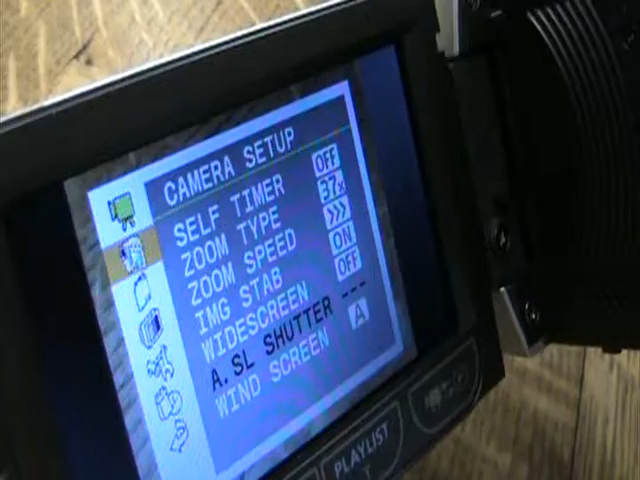 CAMERA SETUP
SELF TIMER OFF
ZOOM TYPE 37x
ZOOM SPEED >>>
IMG STAB ON
WIDESCREEN OFF
A.SL SHUTTER ---
WIND SCREEN A
PLAYLIST